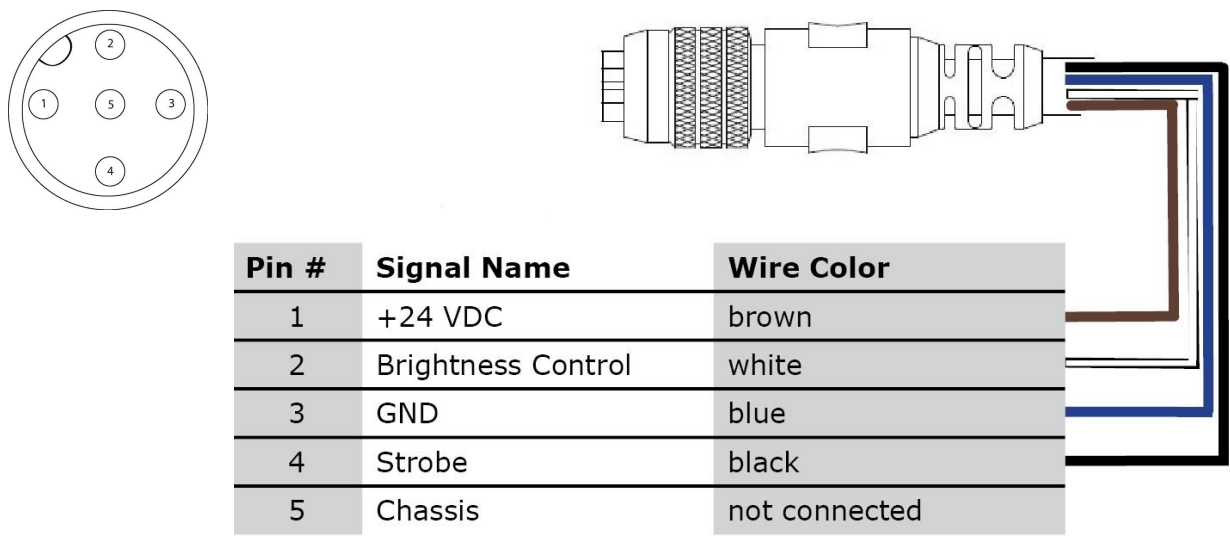 2
1 5 3
4
Pin # Signal Name Wire Color
1 +24 VDC brown
2 Brightness Control white
3 GND blue
4 Strobe black
5 Chassis not connected